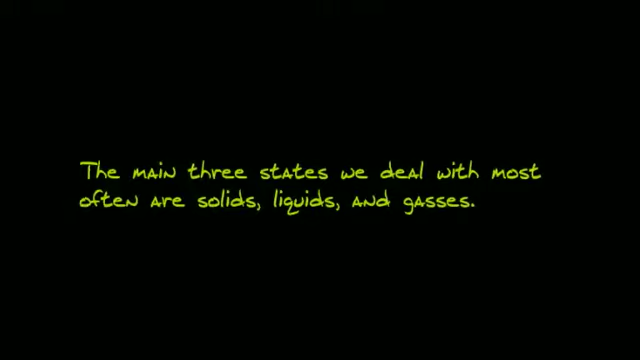 The main three states we deal with most
often are solids, liquids, and gasses.